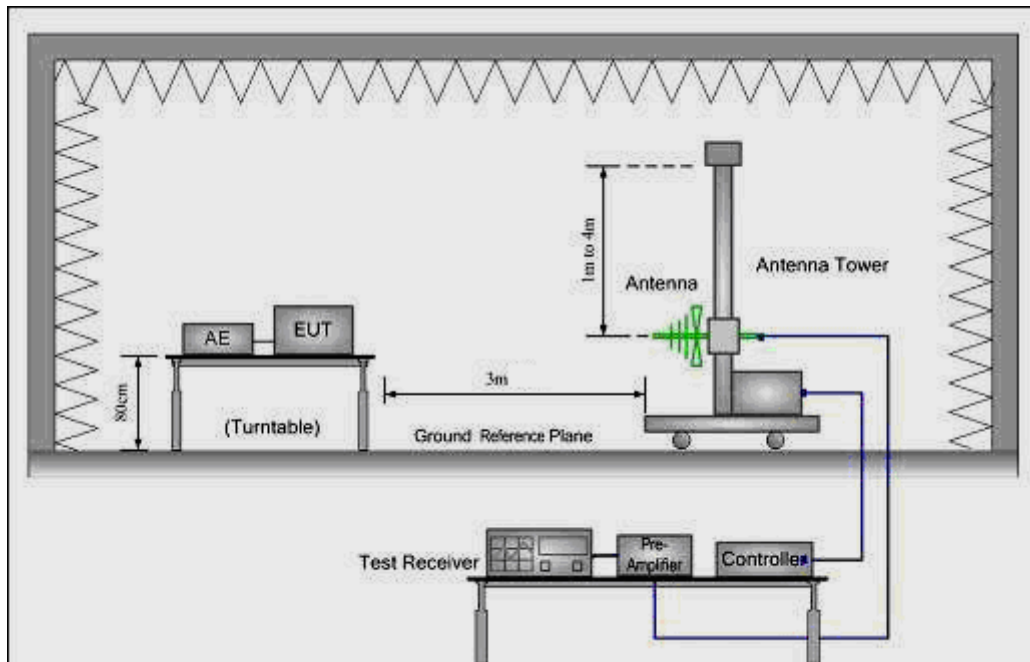 1m to 4m
Antenna
Antenna Tower
AE
EUT
80cm
(Turntable)
3m
Ground Reference Plane
Test Receiver
Pre-
Amplifier
Controller